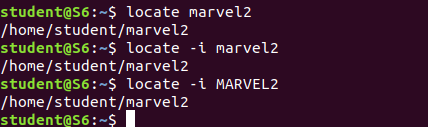 student@S6:~$ locate marvel2
/home/student/marvel2
student@S6:~$ locate -i marvel2
/home/student/marvel2
student@S6:~$ locate -i MARVEL2
/home/student/marvel2
student@S6:~$